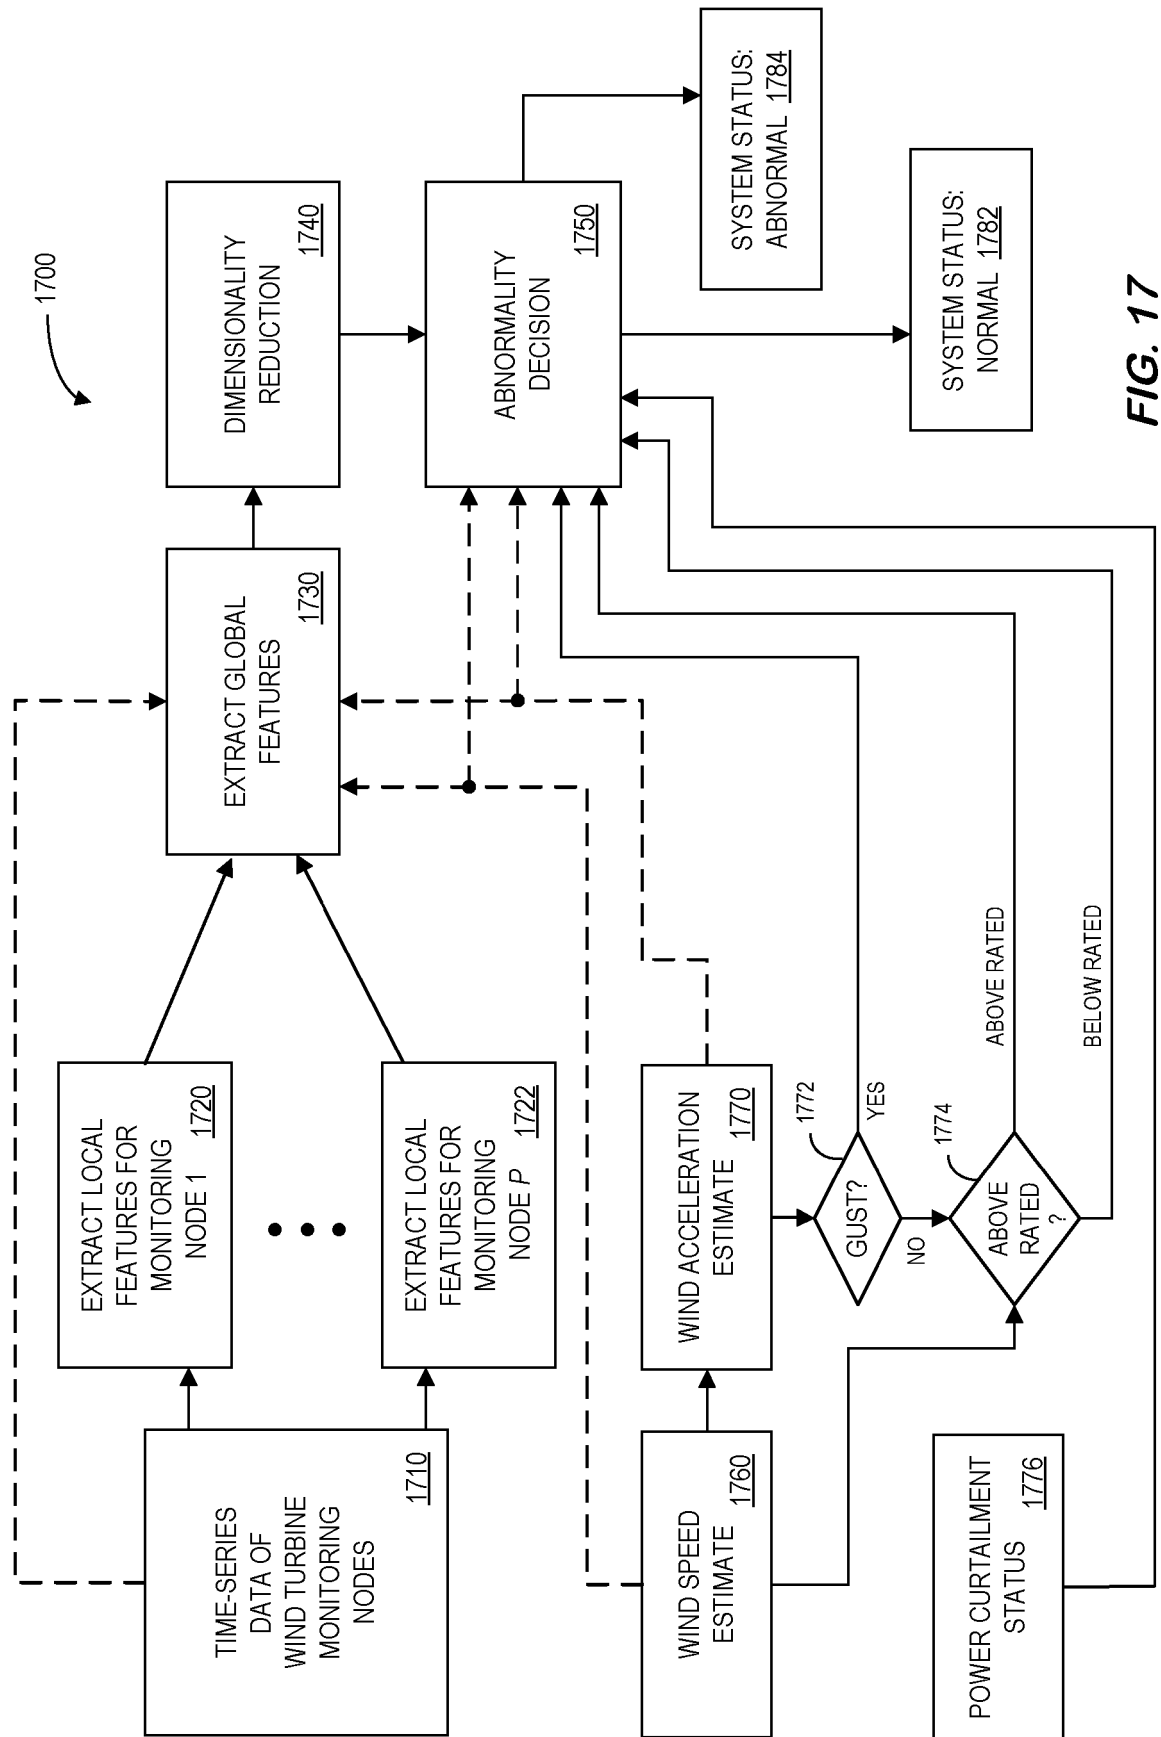 1700
TIME-SERIES
DATA OF
WIND TURBINE
MONITORING
NODES
1710
EXTRACT LOCAL
FEATURES FOR
MONITORING
NODE 1
1720
EXTRACT LOCAL
FEATURES FOR
MONITORING
NODE P
1722
EXTRACT GLOBAL
FEATURES
1730
DIMENSIONALITY
REDUCTION
1740
ABNORMALITY
DECISION
1750
WIND SPEED
ESTIMATE
1760
WIND ACCELERATION
ESTIMATE
1770
1772
GUST?
YES
NO
1774
ABOVE
RATED
?
ABOVE RATED
BELOW RATED
POWER CURTAILMENT
STATUS
1776
SYSTEM STATUS:
ABNORMAL 1784
SYSTEM STATUS:
NORMAL 1782
FIG. 17